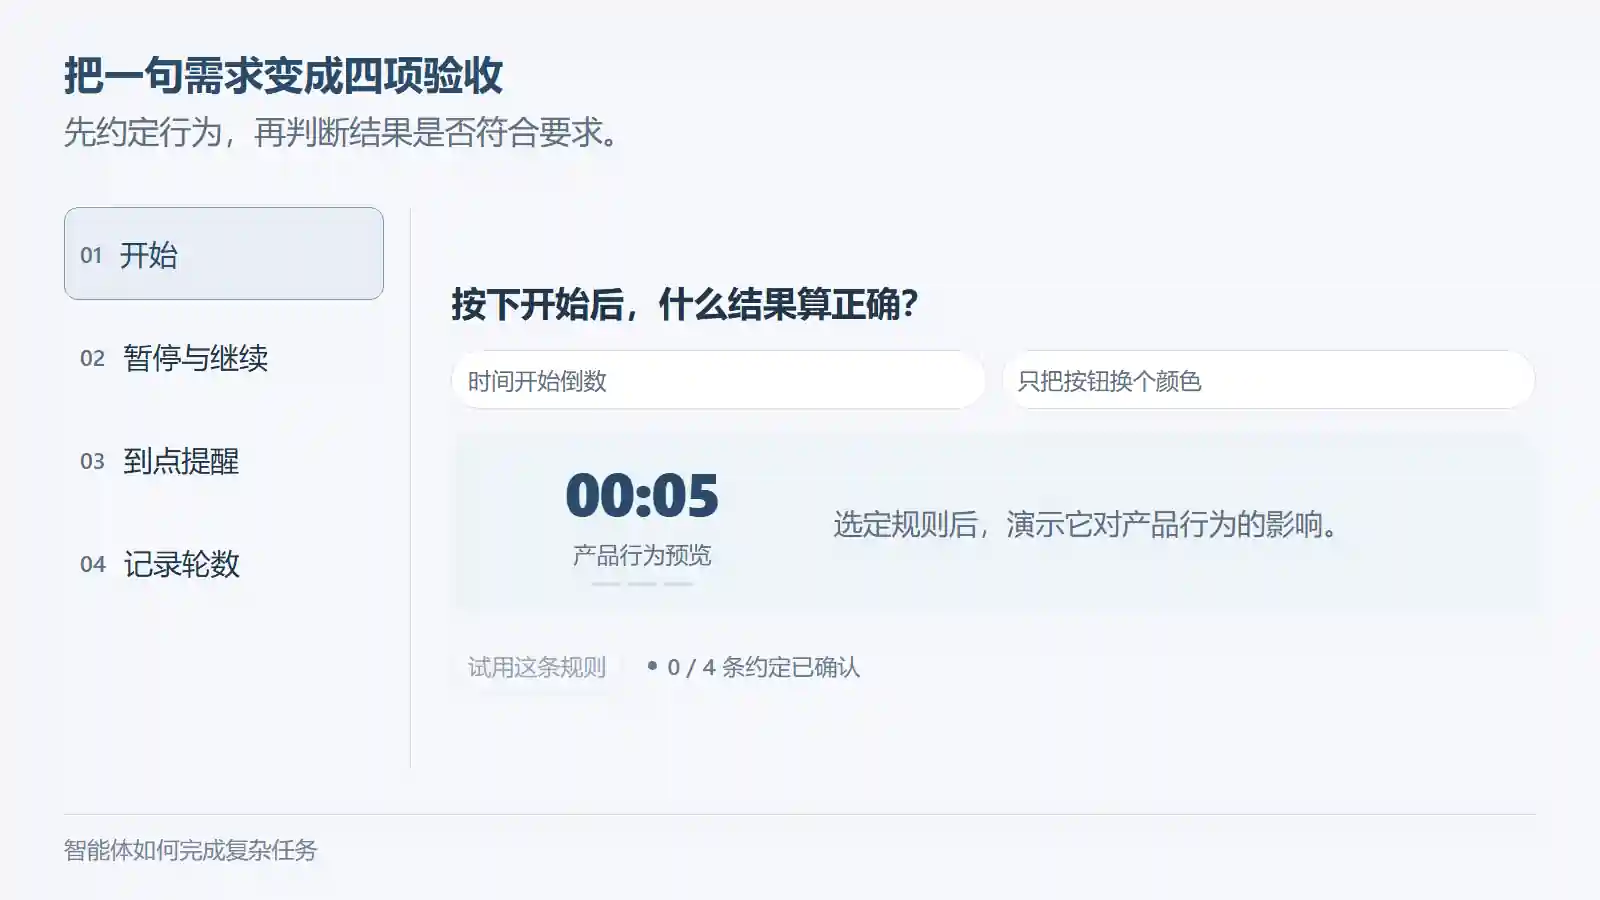 把一句需求变成四项验收
先约定行为，再判断结果是否符合要求。
01 开始
02 暂停与继续
03 到点提醒
04 记录轮数
按下开始后，什么结果算正确？
时间开始倒数
只把按钮换个颜色
00:05
产品行为预览
选定规则后，演示它对产品行为的影响。
试用这条规则
• 0 / 4 条约定已确认
智能体如何完成复杂任务